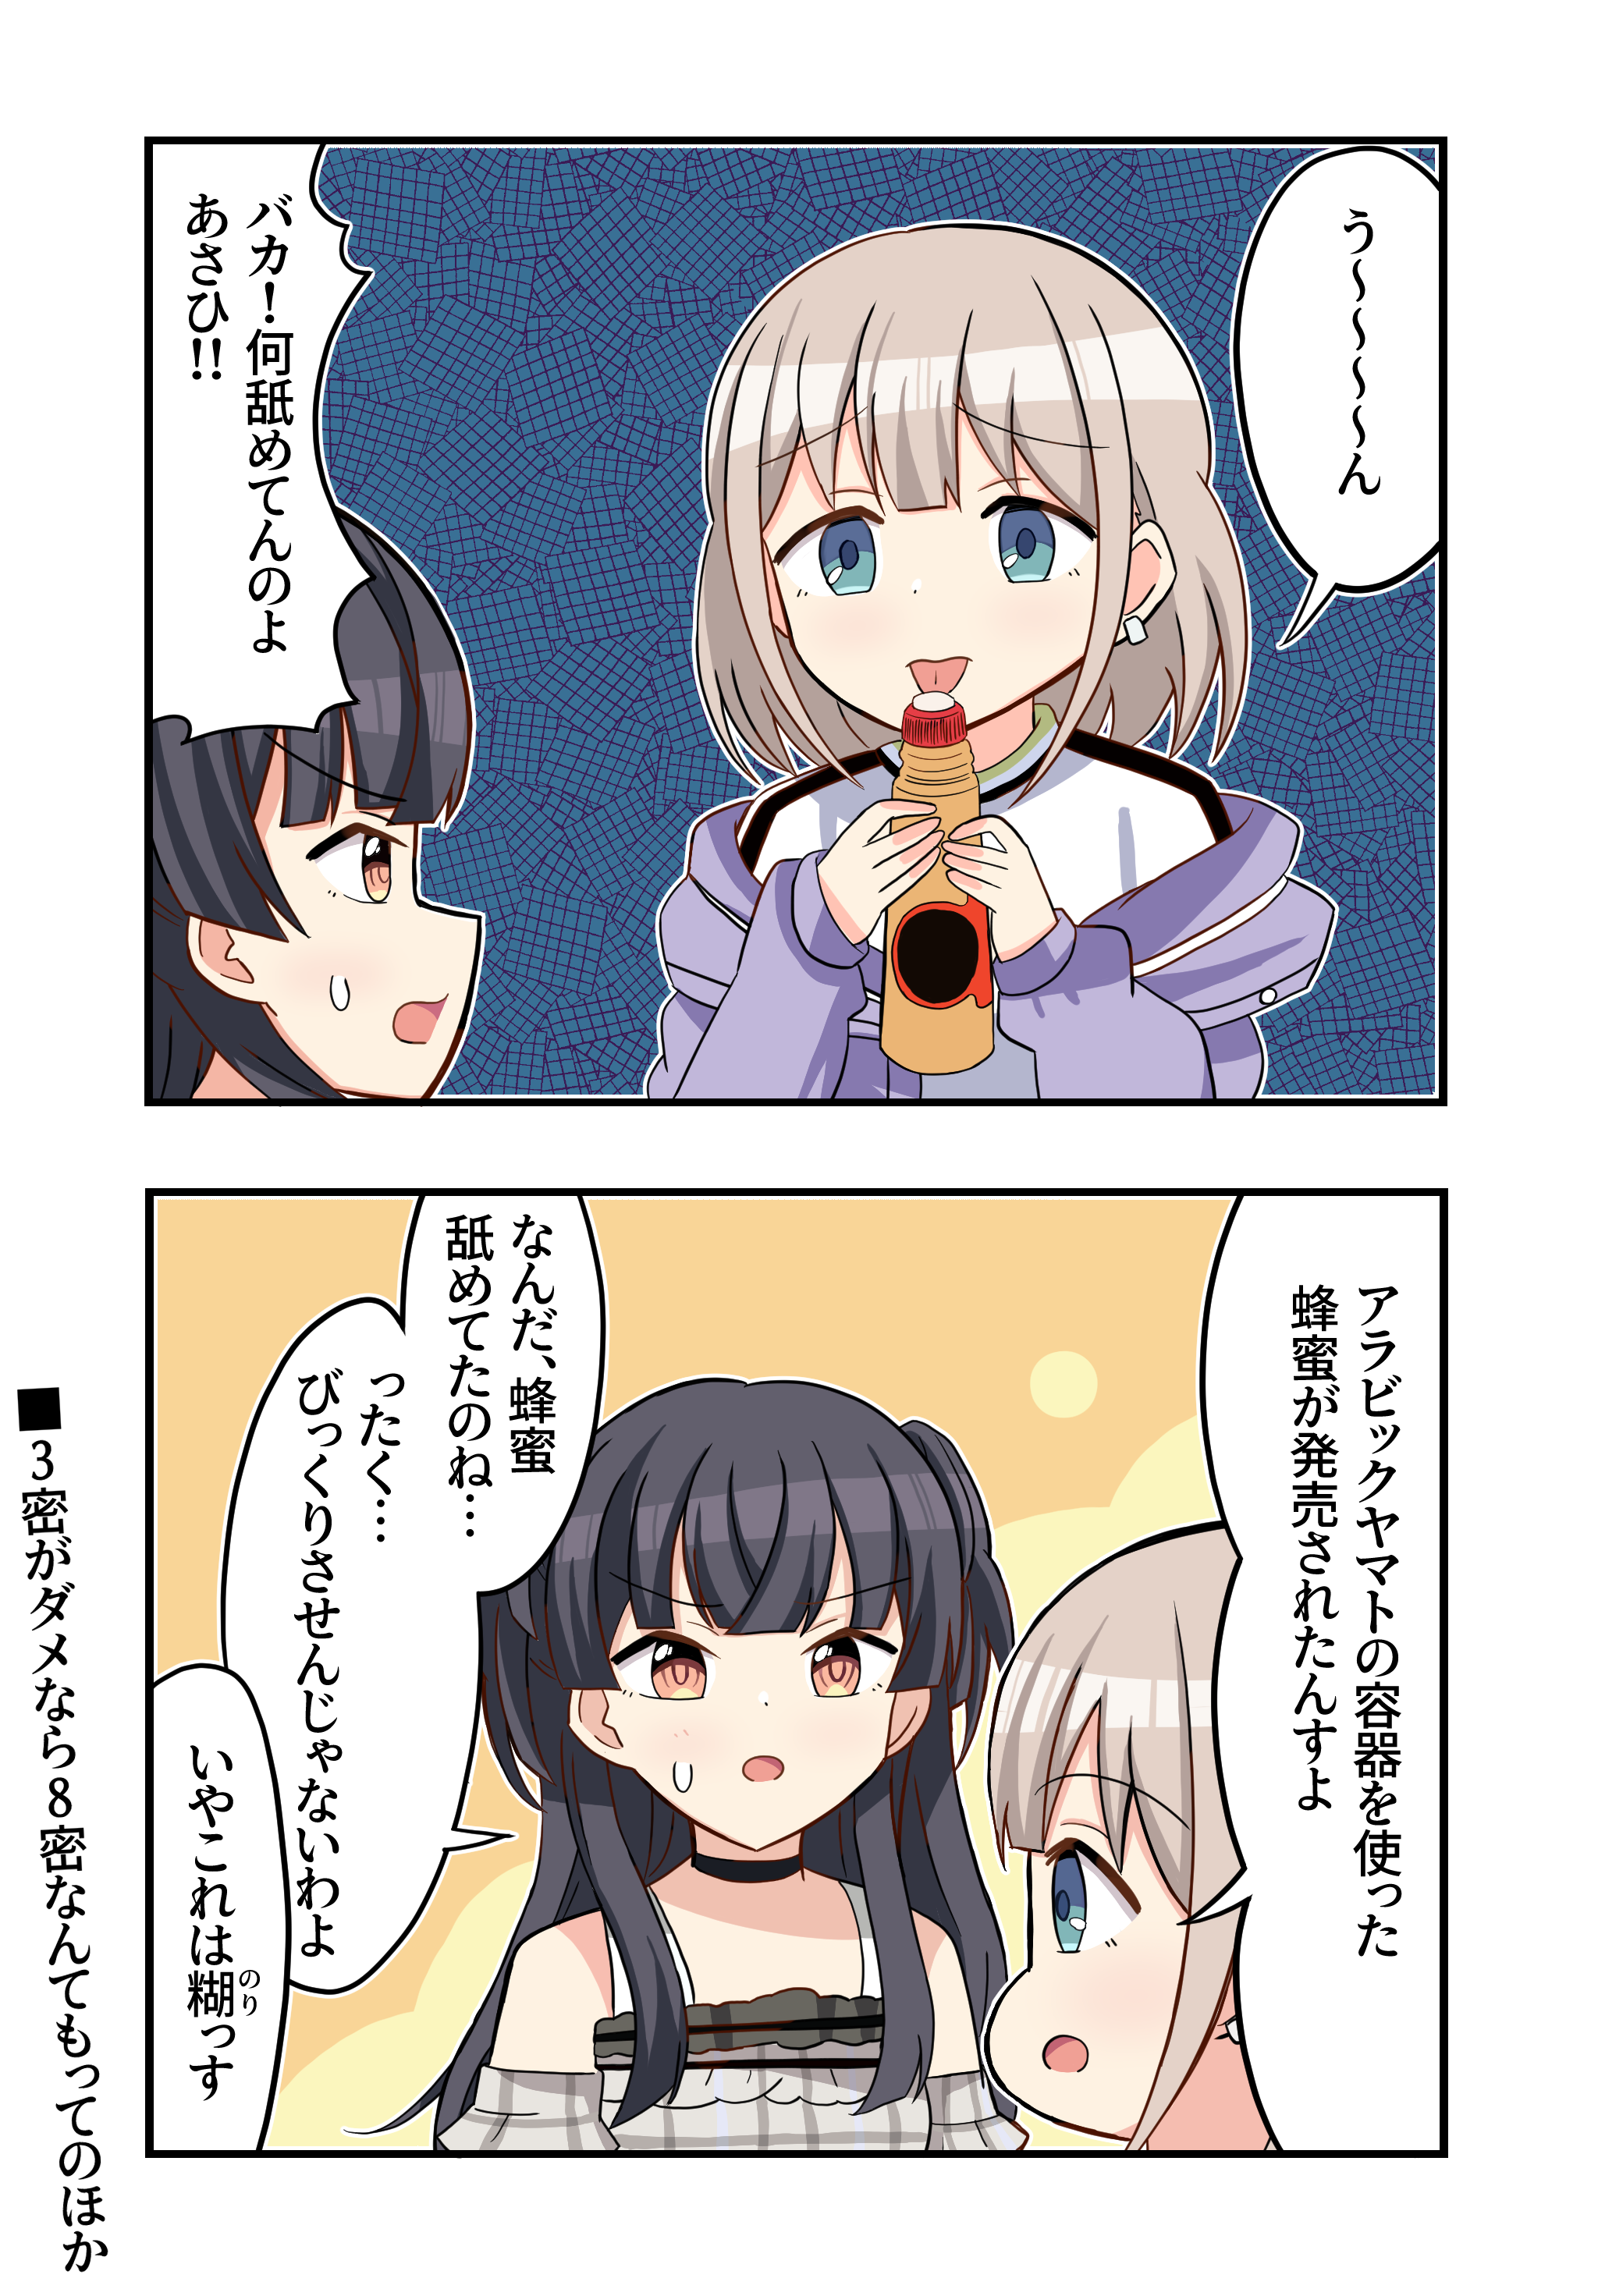 う～～～～ん
バカ！何舐めてんのよ
あさひ!!
アラビックヤマトの容器を使った
蜂蜜が発売されたんすよ
なんだ、蜂蜜
舐めてたのね…
ったく…
びっくりさせんじゃないわよ
いやこれは糊っす
のり
■3密がダメなら8密なんてもってのほか